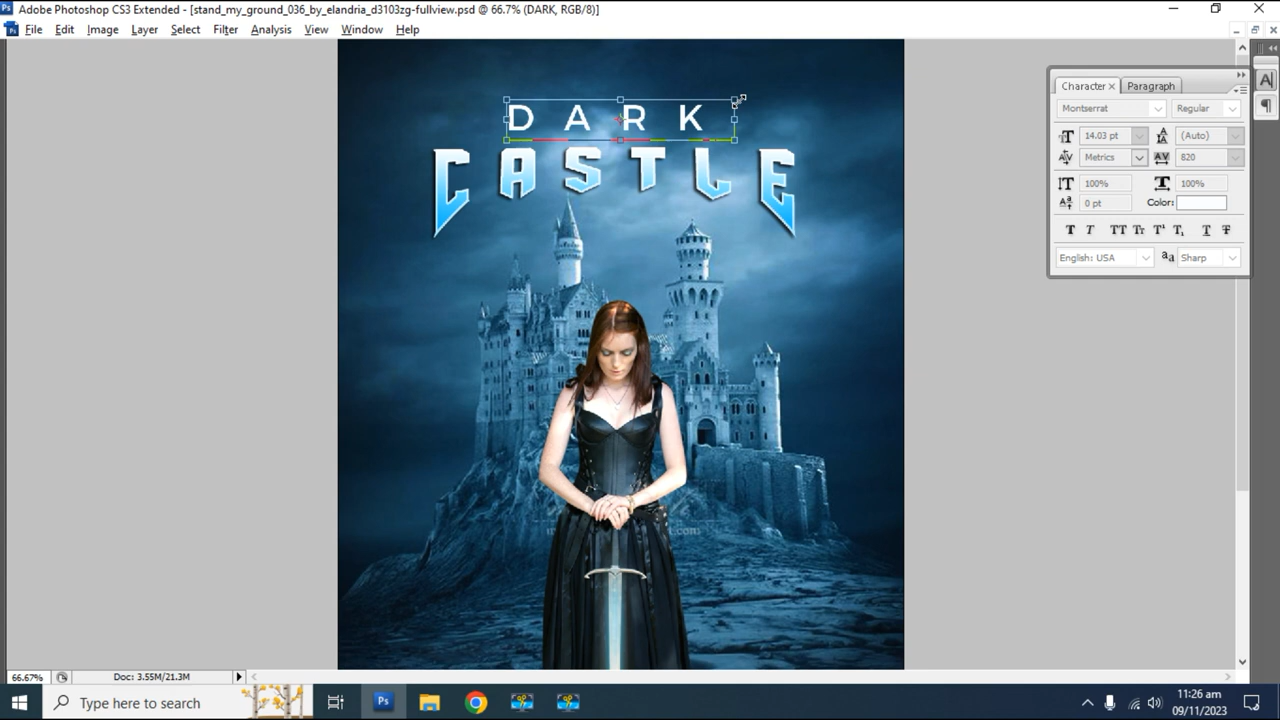 Adobe Photoshop CS3 Extended - [stand_my_ground_036_by_elandria_d3103zg-fullview.psd @ 66.7% (DARK, RGB/8)]
File Edit Image Layer Select Filter Analysis View Window Help
Character Paragraph
Montserrat Regular
14.03 pt (Auto)
Metrics 820
100% 100%
0 pt Color:
English: USA Sharp
DARK
CASTLE
66.67% Doc: 3.55M/21.3M
Type here to search
11:26 am
09/11/2023